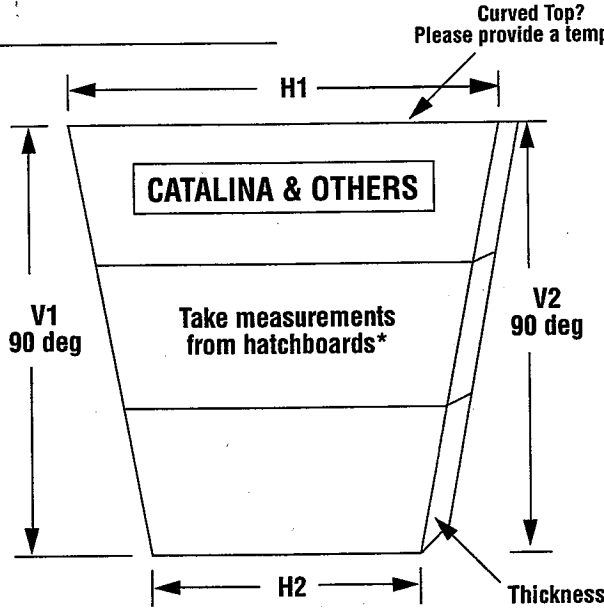 Curved Top?
Please provide a temp
H1
CATALINA & OTHERS
V1
90 deg
Take measurements
from hatchboards*
V2
90 deg
H2
Thickness